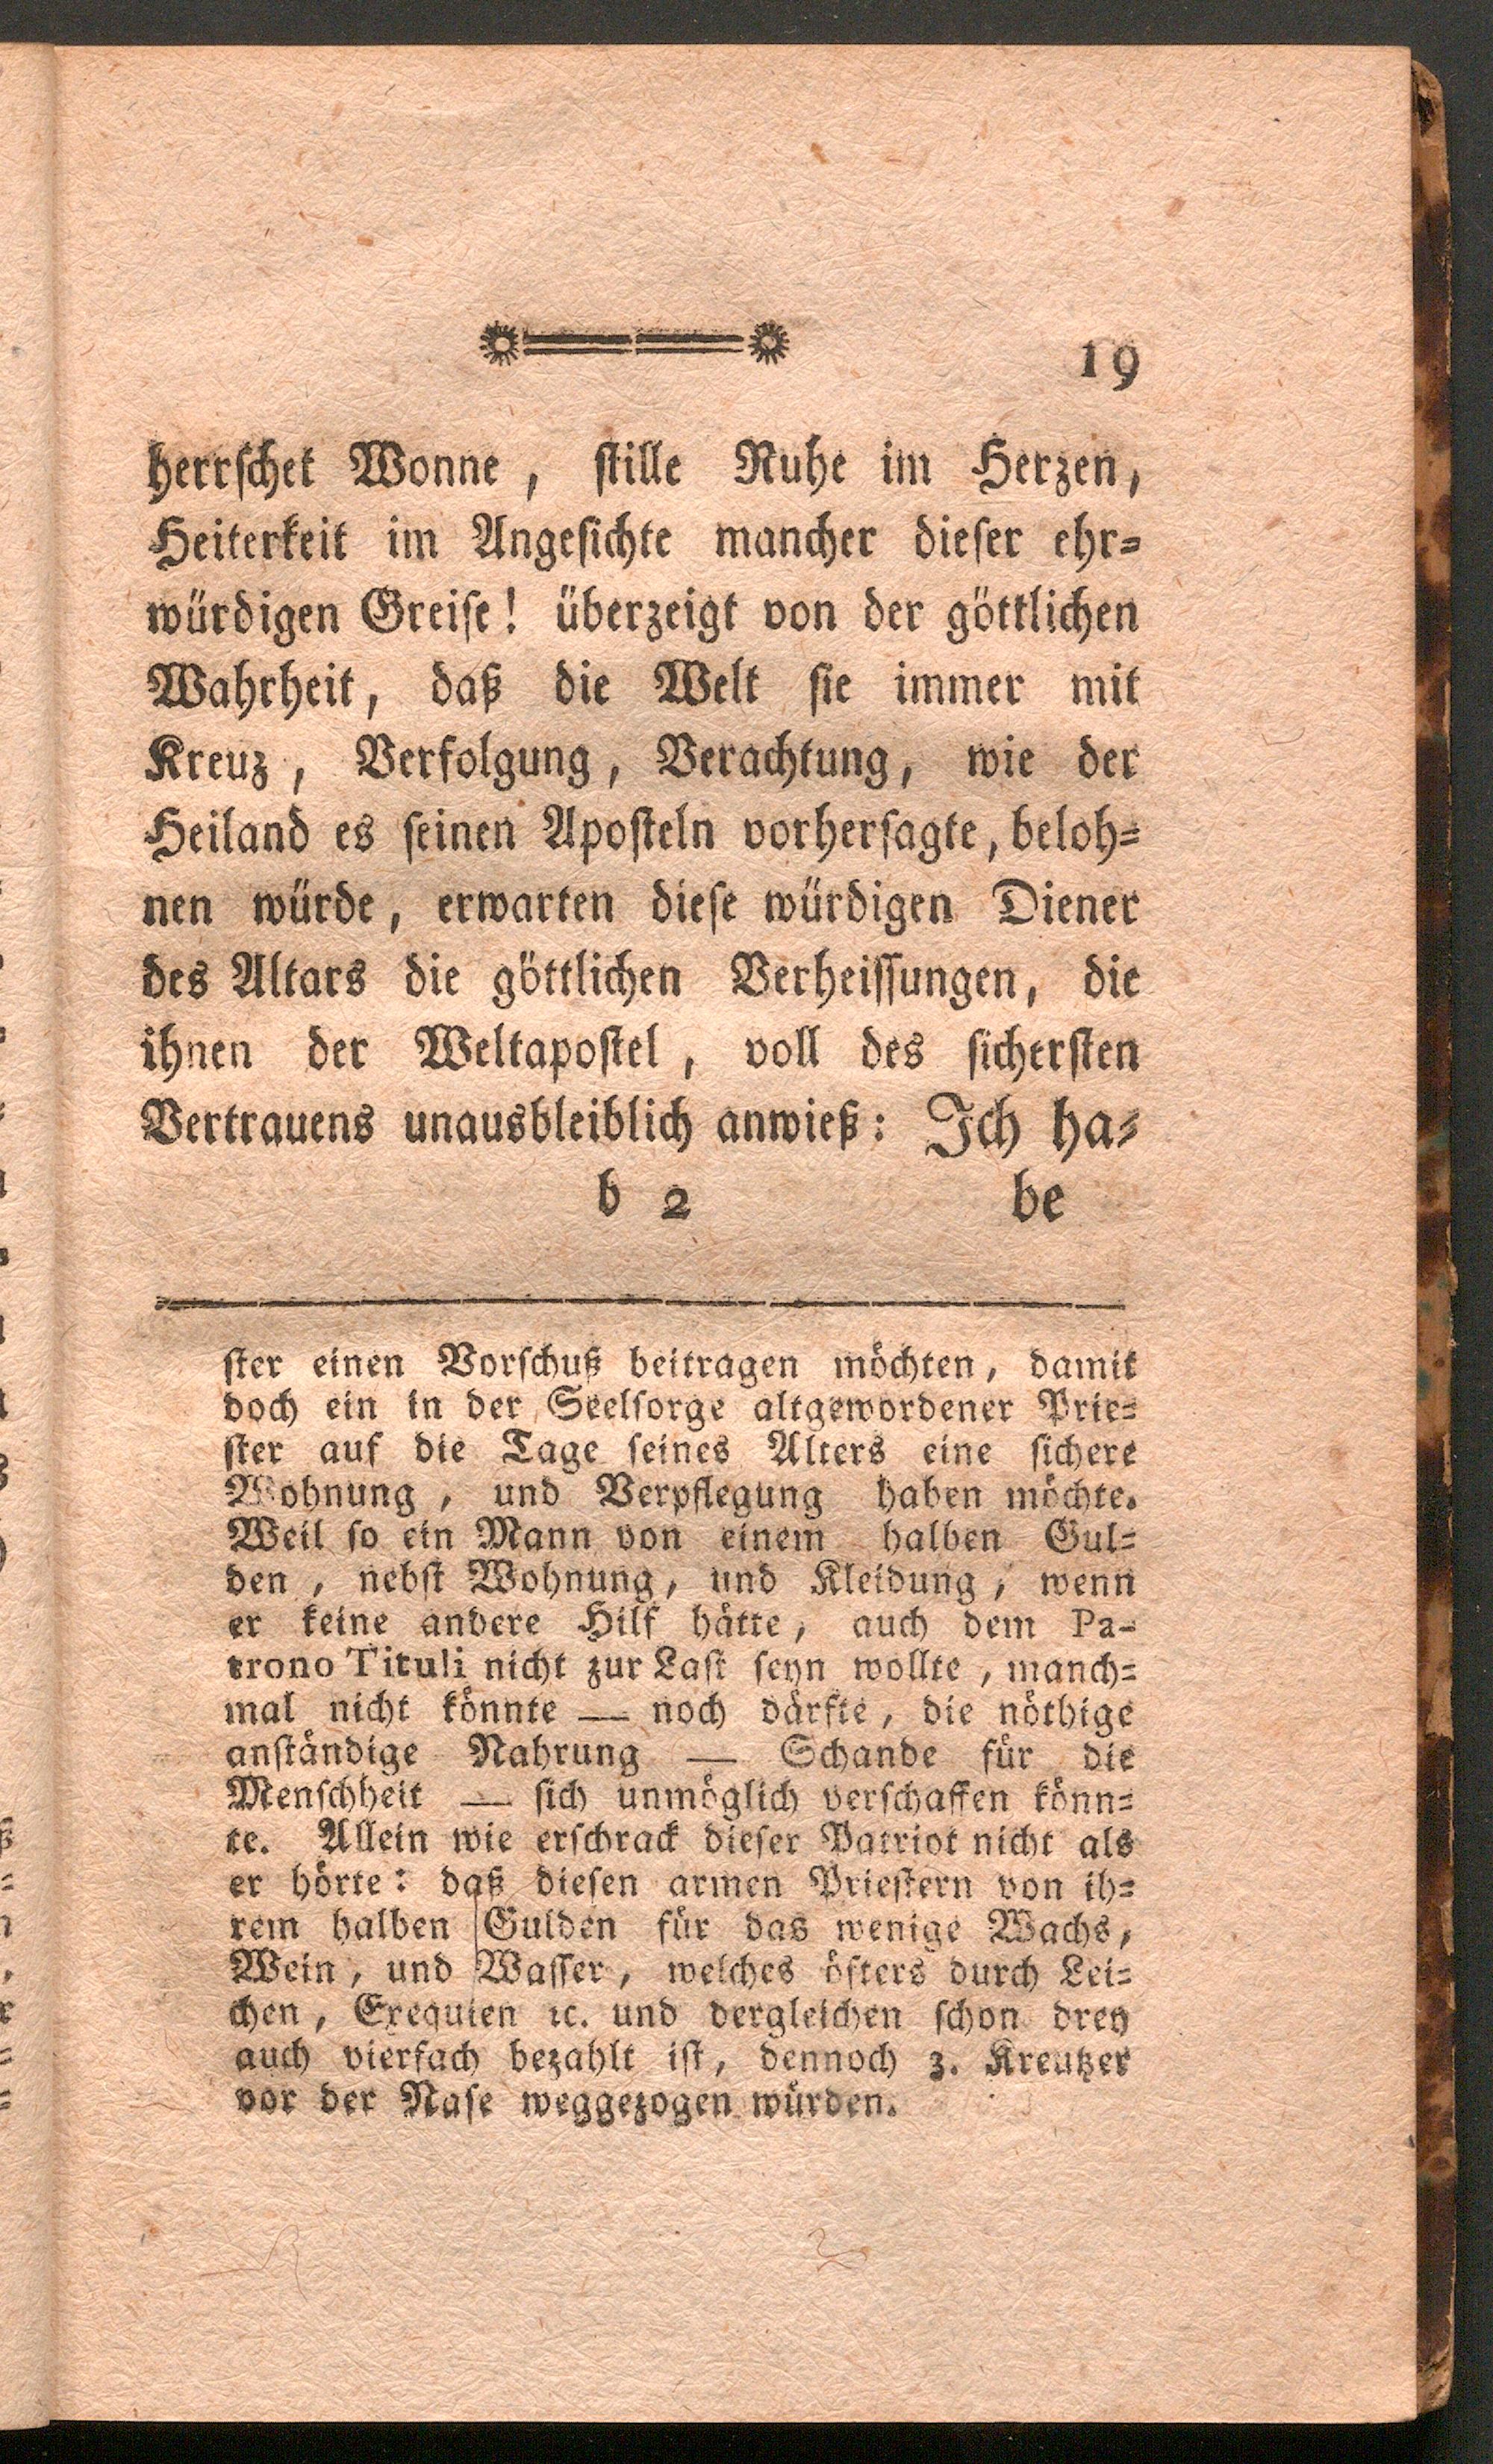 19
herrschet Wonne, stille Ruhe im Herzen,
Heiterkeit im Angesichte mancher dieser ehr=
würdigen Greise! überzeigt von der göttlichen
Wahrheit, daß die Welt sie immer mit
Kreuz, Verfolgung, Verachtung, wie der
Heiland es seinen Aposteln vorhersagte, beloh=
nen würde, erwarten diese würdigen Diener
des Altars die göttlichen Verheissungen, die
ihnen der Weltapostel, voll des sichersten
Vertrauens unausbleiblich anwieß: Ich ha=
b 2 be
ster einen Vorschuß beitragen möchten, damit
doch ein in der Seelsorge altgewordener Prie=
ster auf die Tage seines Alters eine sichere
Wohnung, und Verpflegung haben möchte.
Weil so ein Mann von einem halben Gul=
den, nebst Wohnung, und Kleidung, wenn
er keine andere Hilf hätte, auch dem Pa-
trono Tituli nicht zur Last seyn wollte, manch=
mal nicht könnte — noch därfte, die nöthige
anständige Nahrung — Schande für die
Menschheit — sich unmöglich verschaffen könn=
te. Allein wie erschrack dieser Patriot nicht als
er hörte: daß diesen armen Priestern von ih=
rem halben Gulden für das wenige Wachs,
Wein, und Wasser, welches öfters durch Lei=
chen, Exequien ꝛc. und dergleichen schon drey
auch vierfach bezahlt ist, dennoch 3. Kreutzer
vor der Nase weggezogen würden.